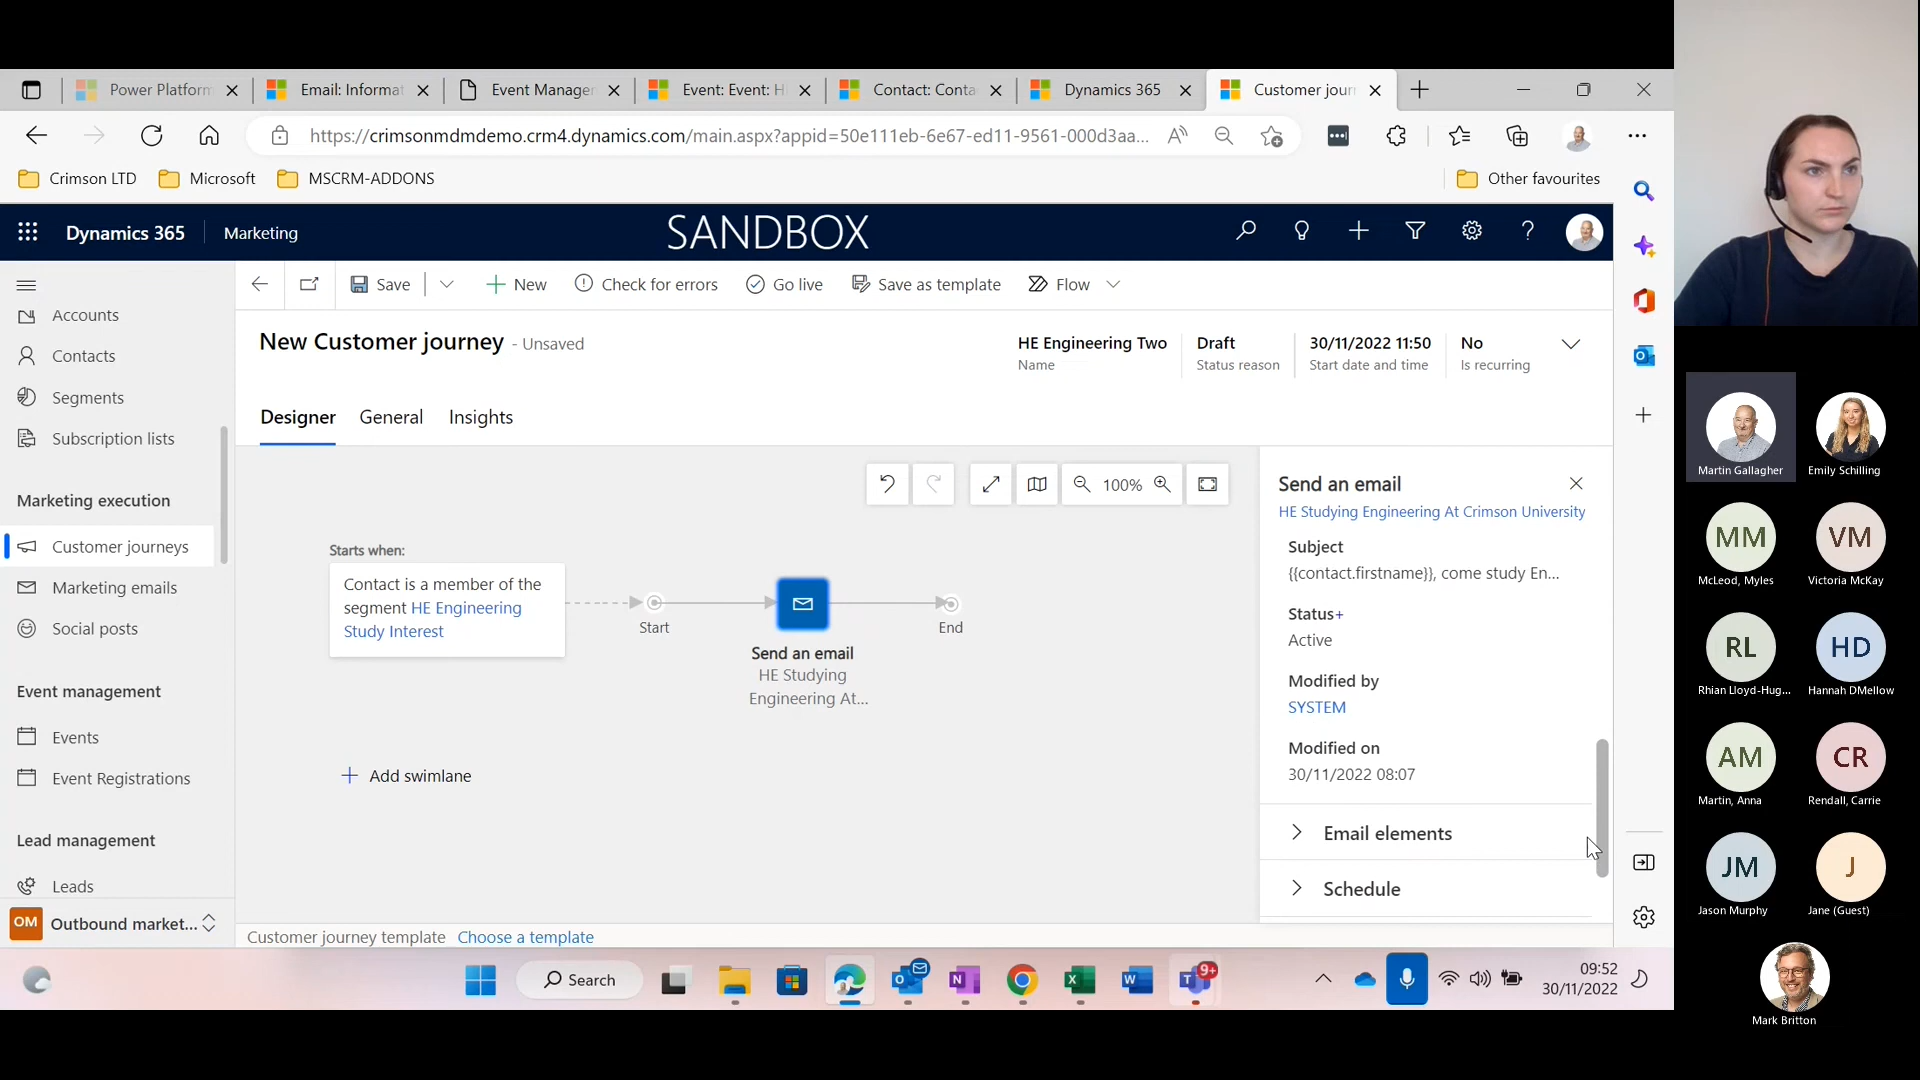 Power Platform
Email: Informat
Event Manage
Event: Event: H
Contact: Conta
Dynamics 365
Customer jour
https://crimsonmdmdemo.crm4.dynamics.com/main.aspx?appid=50e111eb-6e67-ed11-9561-000d3aa...
Crimson LTD
Microsoft
MSCRM-ADDONS
Other favourites
Dynamics 365
Marketing
SANDBOX
Save
New
Check for errors
Go live
Save as template
Flow
Accounts
Contacts
Segments
Subscription lists
Marketing execution
Customer journeys
Marketing emails
Social posts
Event management
Events
Event Registrations
Lead management
Leads
OM
Outbound market...
New Customer journey - Unsaved
HE Engineering Two
Name
Draft
Status reason
30/11/2022 11:50
Start date and time
No
Is recurring
Designer
General
Insights
100%
Starts when:
Contact is a member of the
segment HE Engineering
Study Interest
Start
Send an email
HE Studying
Engineering At...
End
+ Add swimlane
Send an email
HE Studying Engineering At Crimson University
Subject
{{contact.firstname}}, come study En...
Status+
Active
Modified by
SYSTEM
Modified on
30/11/2022 08:07
Email elements
Schedule
Customer journey template
Choose a template
Search
9+
09:52
30/11/2022
Martin Gallagher
Emily Schilling
MM
McLeod, Myles
VM
Victoria McKay
RL
Rhian Lloyd-Hug...
HD
Hannah DMellow
AM
Martin, Anna
CR
Rendall, Carrie
JM
Jason Murphy
J
Jane (Guest)
Mark Britton